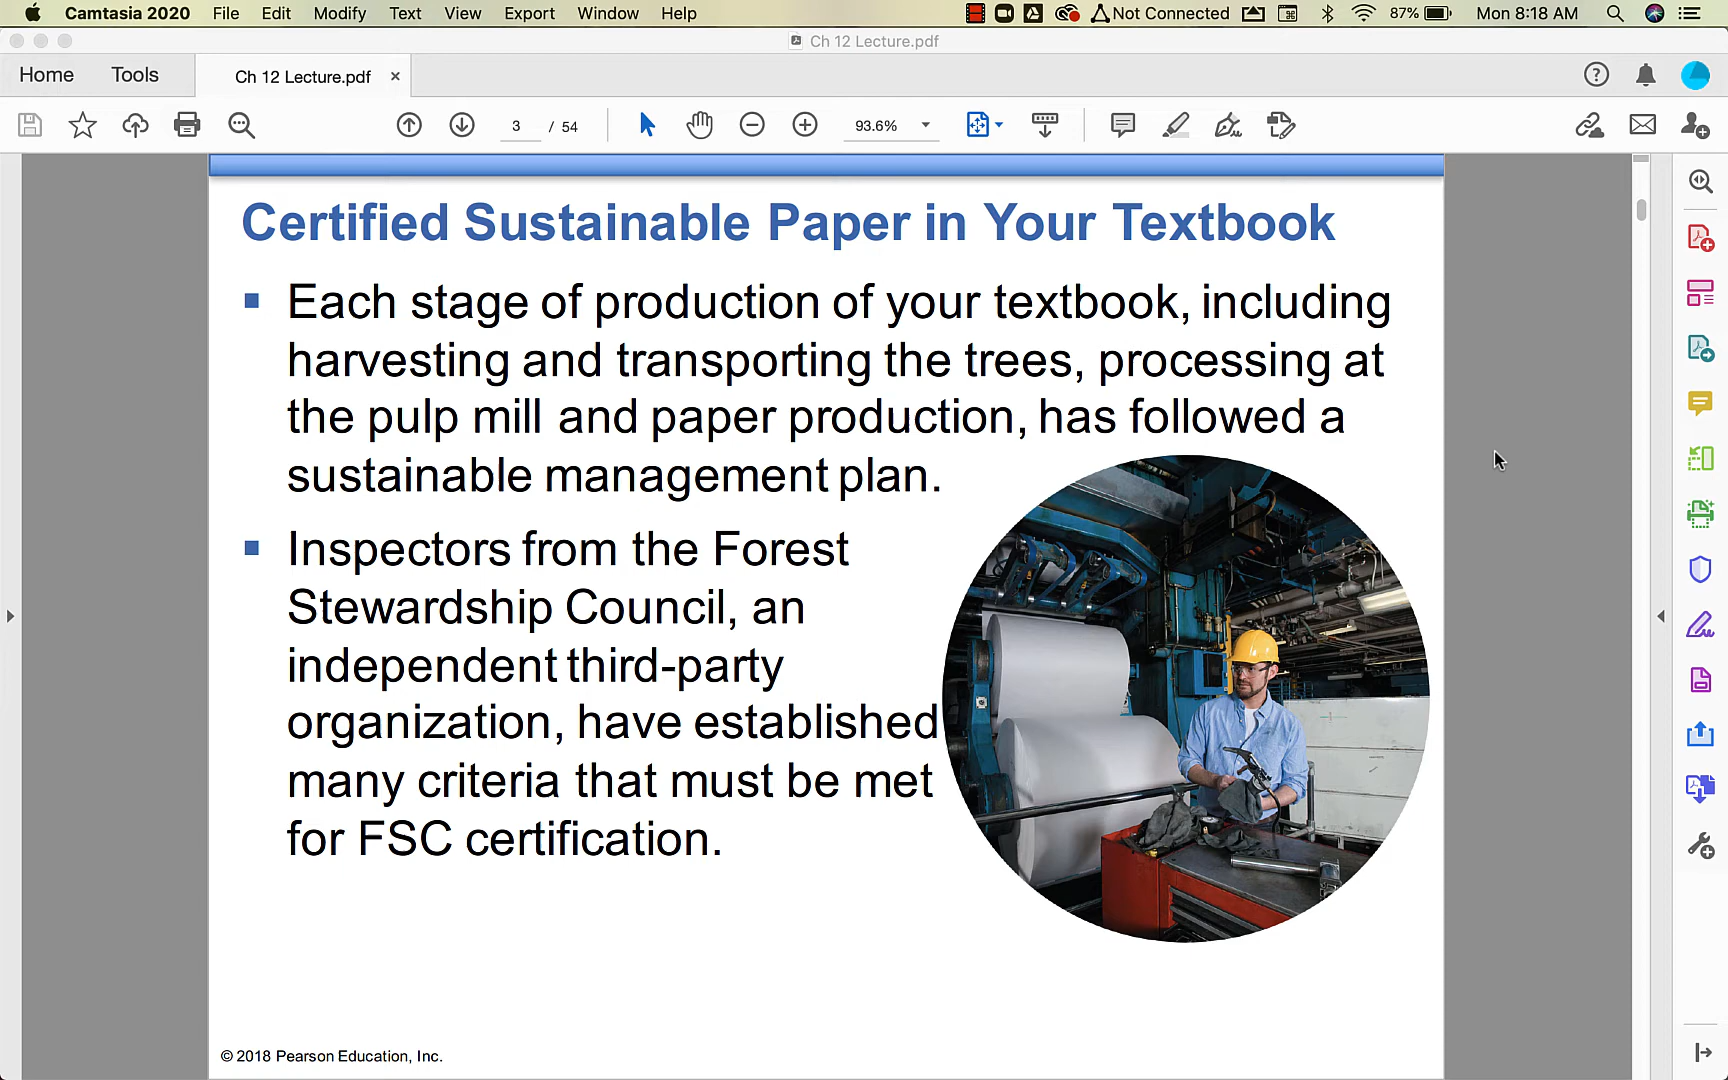 Camtasia 2020 File Edit Modify Text View Export Window Help Not Connected 87% Mon 8:18 AM
Ch 12 Lecture.pdf
Home Tools Ch 12 Lecture.pdf ×
3 / 54 93.6%
Certified Sustainable Paper in Your Textbook
Each stage of production of your textbook, including
harvesting and transporting the trees, processing at
the pulp mill and paper production, has followed a
sustainable management plan.
Inspectors from the Forest
Stewardship Council, an
independent third-party
organization, have established
many criteria that must be met
for FSC certification.
© 2018 Pearson Education, Inc.